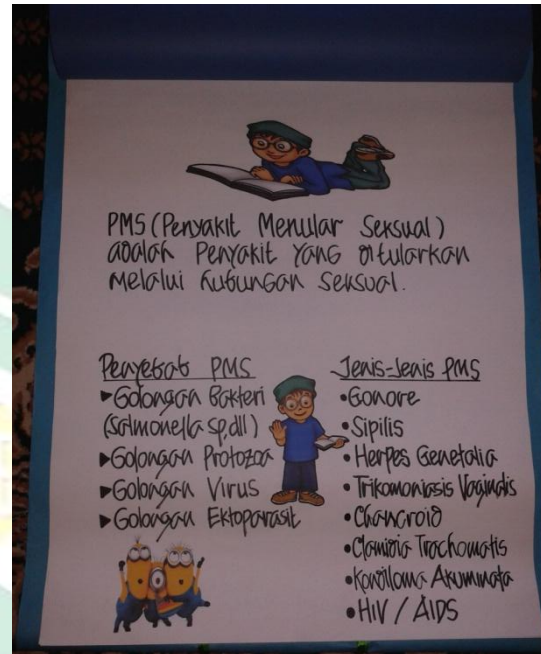 PMS (Penyakit Menular Seksual)
adalah Penyakit Yang ditularkan
Melalui hubungan Seksual.
Penyebab PMS
▶Golongan Bakteri
(Salmonella sp, dll)
▶Golongan Protozoa
▶Golongan Virus
▶Golongan Ektoparasit
Jenis-Jenis PMS
•Gonore
•Sipilis
•Herpes Genetalia
•Trikomoniasis Vaginalis
•Chancroid
•Clamidia Trachomatis
•Kondiloma Akuminata
•HIV / AIDS